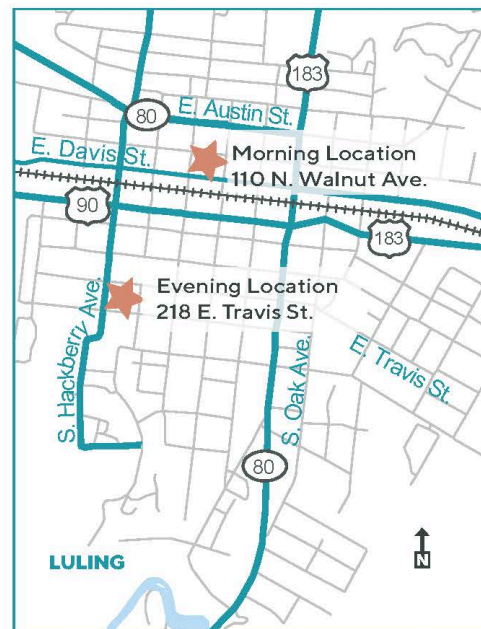 183
80
E. Austin St.
E. Davis St.
Morning Location
110 N. Walnut Ave.
90
183
Evening Location
218 E. Travis St.
S. Hackberry Ave.
S. Oak Ave.
E. Travis St.
80
N
LULING